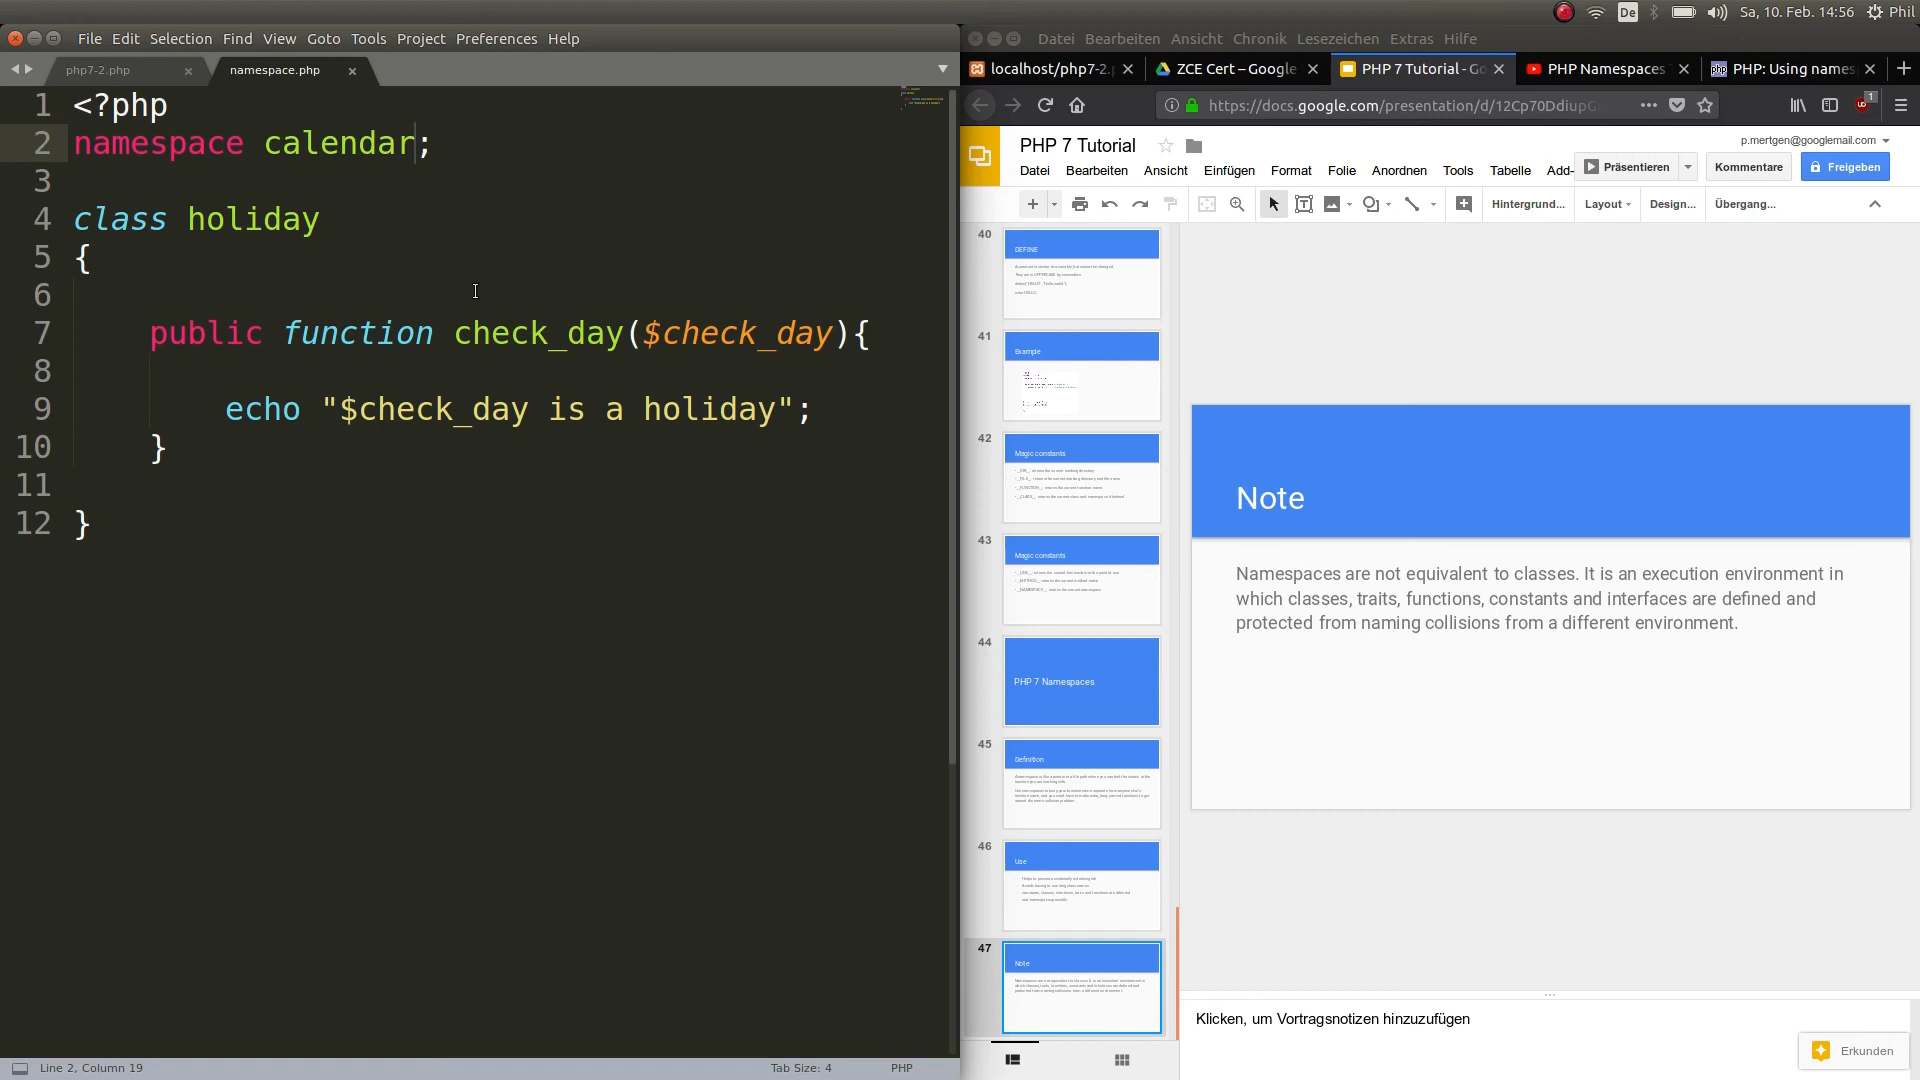 De
Sa, 10. Feb. 14:56
Phil
File Edit Selection Find View Goto Tools Project Preferences Help
php7-2.php
namespace.php
1 <?php
2 namespace calendar;
3
4 class holiday
5 {
6
7 public function check_day($check_day){
8
9 echo "$check_day is a holiday";
10 }
11
12 }
Line 2, Column 19
Tab Size: 4
PHP
Datei Bearbeiten Ansicht Chronik Lesezeichen Extras Hilfe
localhost/php7-2.
ZCE Cert – Google
PHP 7 Tutorial - Go
PHP Namespaces
PHP: Using names
https://docs.google.com/presentation/d/12Cp70DdiupG
1
PHP 7 Tutorial
p.mertgen@googlemail.com
Datei Bearbeiten Ansicht Einfügen Format Folie Anordnen Tools Tabelle Add-
Präsentieren
Kommentare
Freigeben
Hintergrund...
Layout
Design...
Übergang...
40
DEFINE
41
Example
42
Magic constants
43
Magic constants
44
PHP 7 Namespaces
45
Definition
46
Use
47
Note
Note
Namespaces are not equivalent to classes. It is an execution environment in
which classes, traits, functions, constants and interfaces are defined and
protected from naming collisions from a different environment.
Klicken, um Vortragsnotizen hinzuzufügen
Erkunden